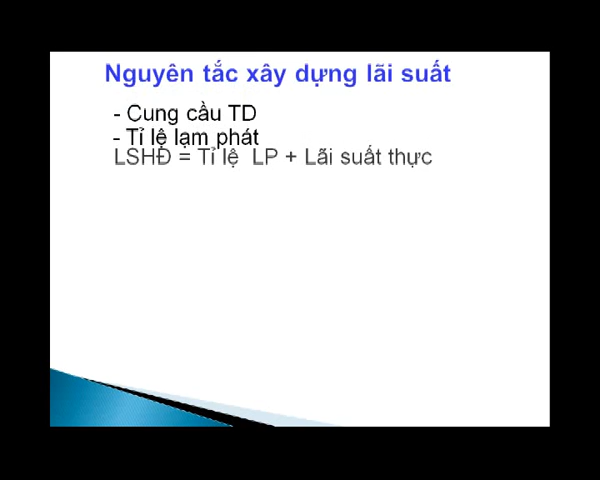 Nguyên tắc xây dựng lãi suất
- Cung cầu TD
- Tỉ lệ lạm phát
LSHĐ = Tỉ lệ LP + Lãi suất thực